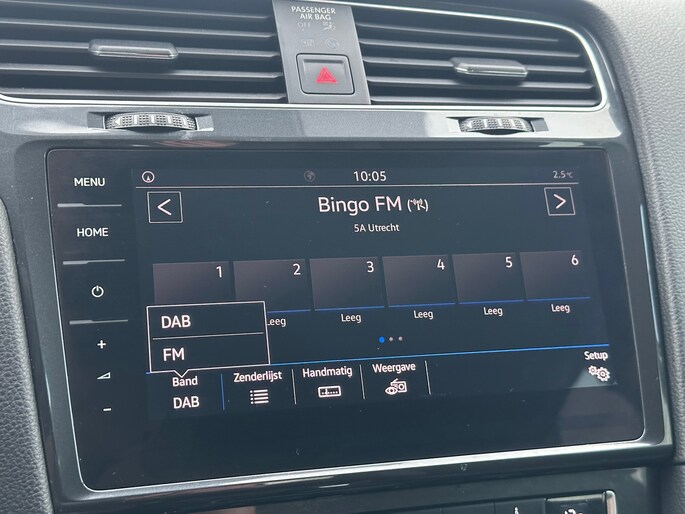 PASSENGER
AIR BAG
OFF
MENU
10:05
2.5°C
Bingo FM
HOME
5A Utrecht
1
2
3
4
5
6
DAB
Leeg
Leeg
Leeg
Leeg
Leeg
+
FM
Setup
Band
Zenderlijst
Handmatig
Weergave
DAB
-